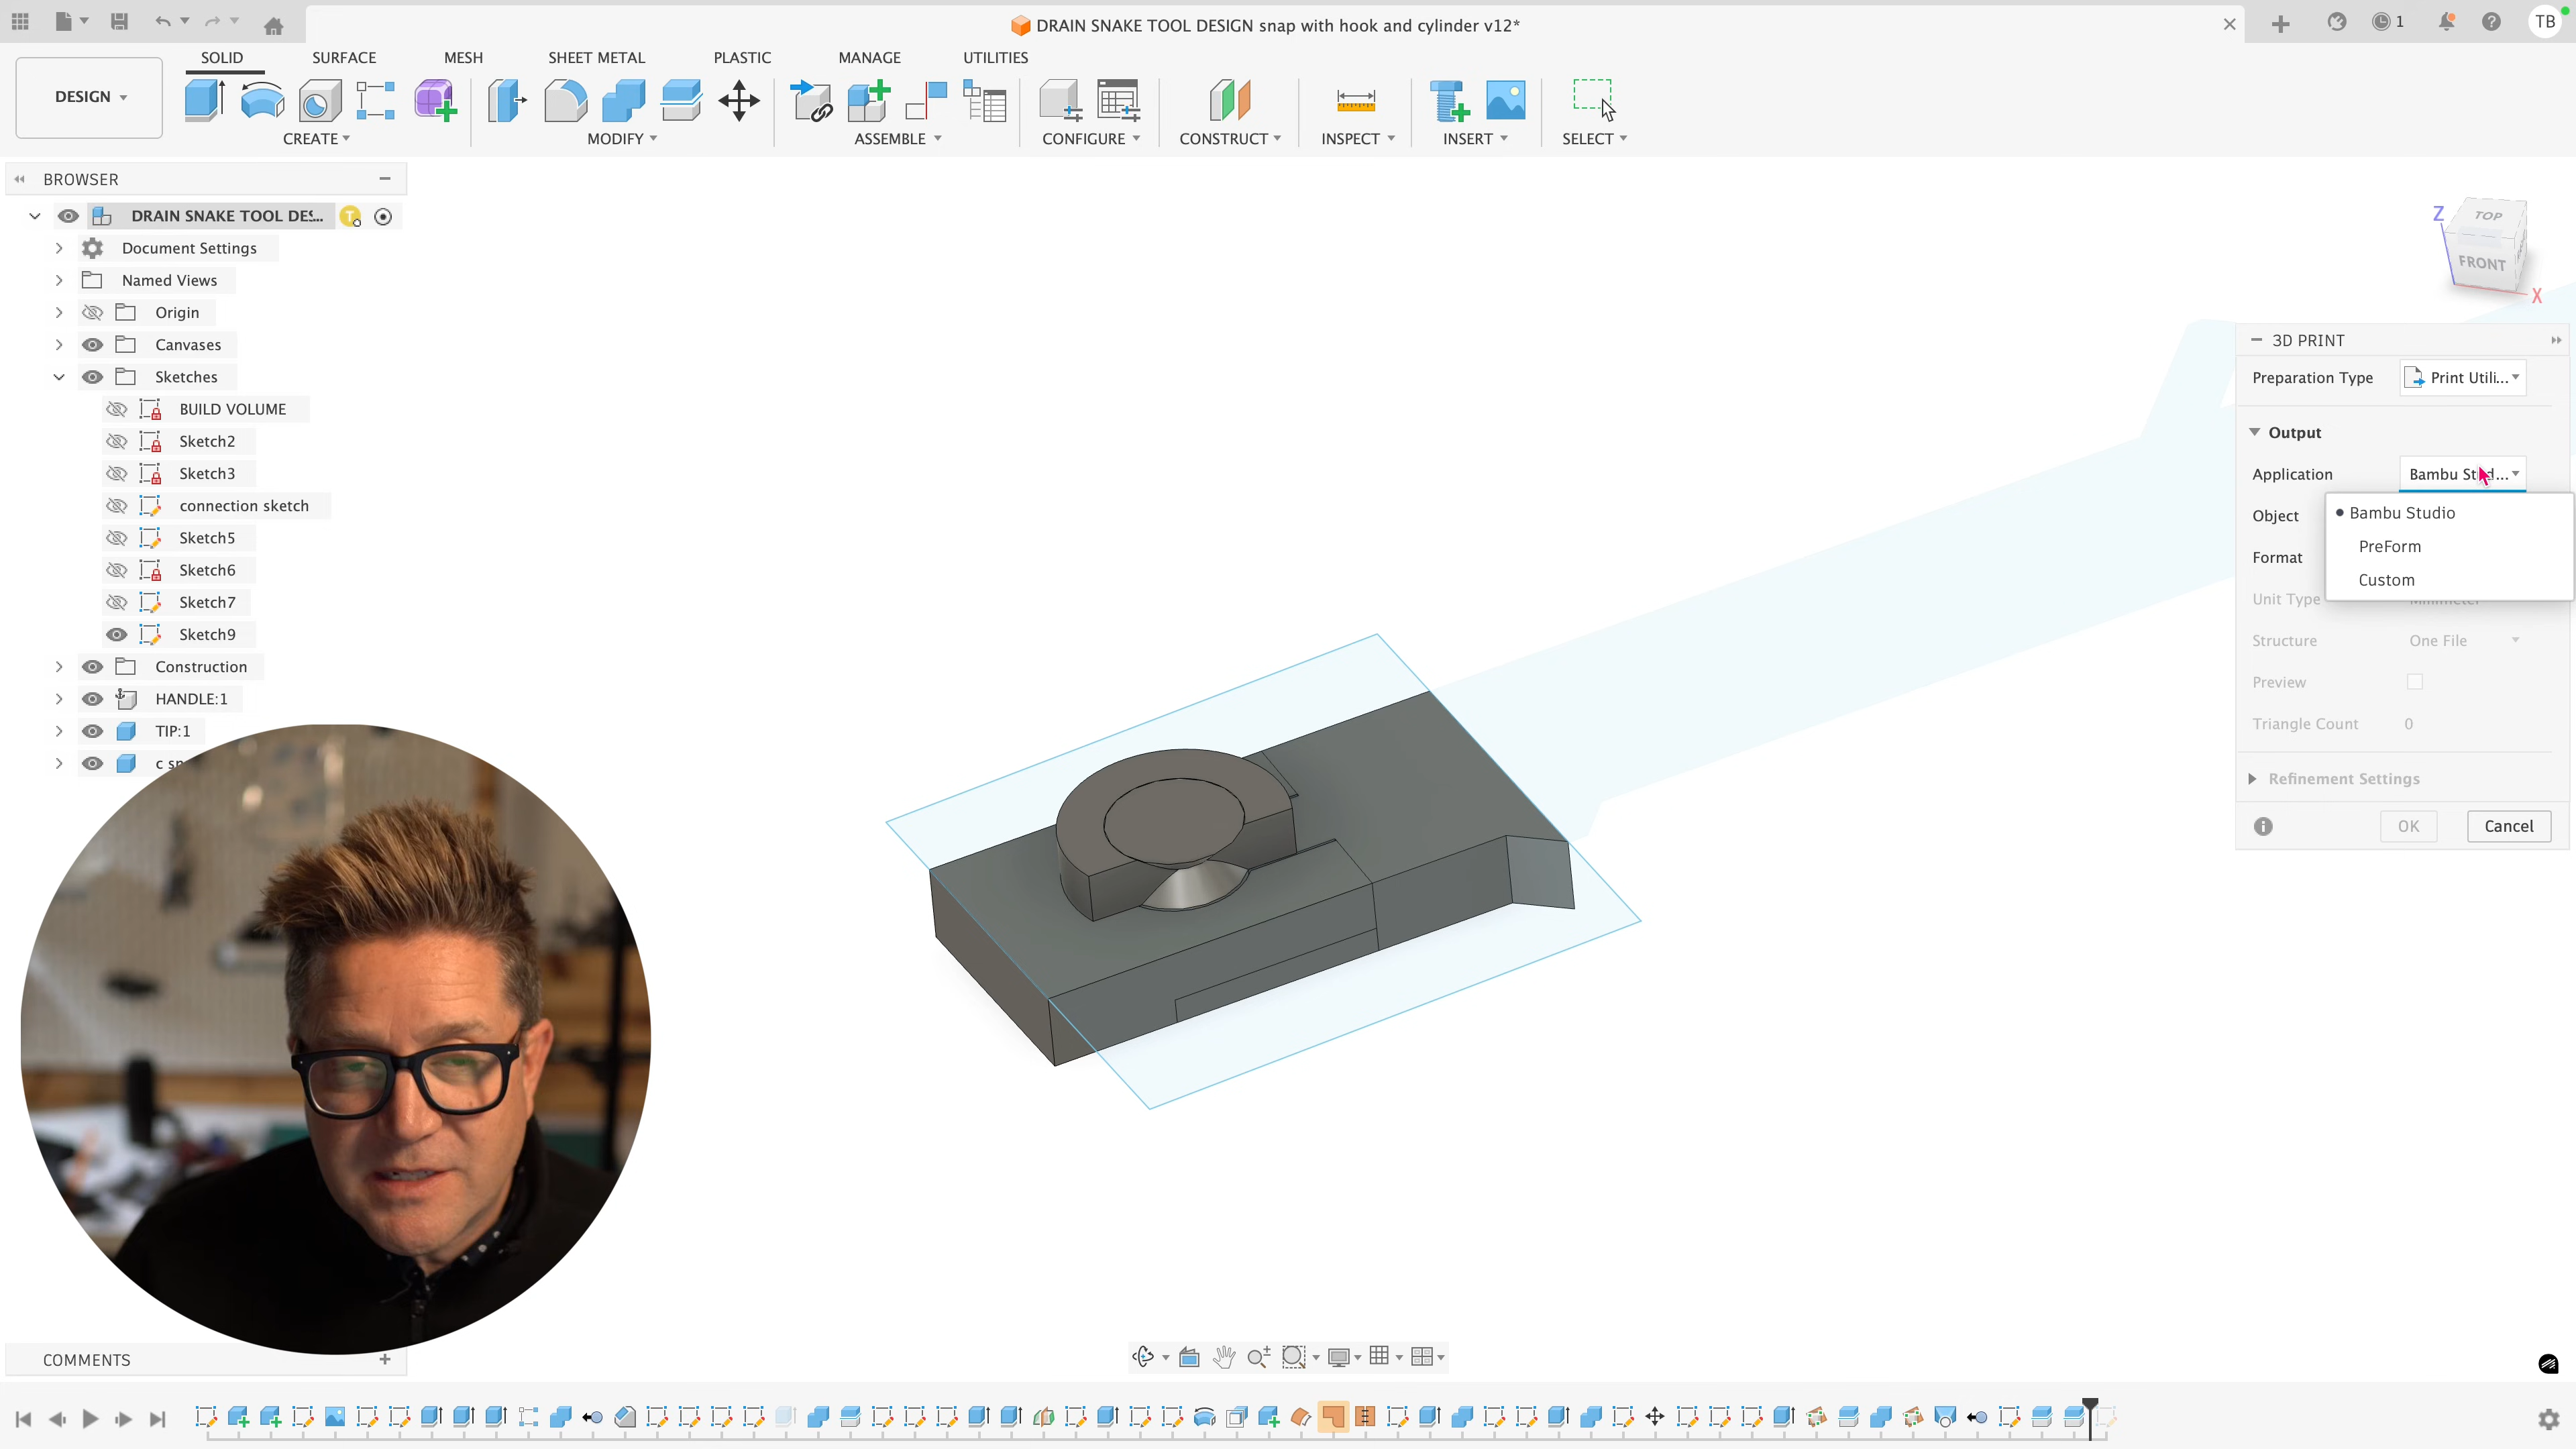 DRAIN SNAKE TOOL DESIGN snap with hook and cylinder v12*
1
TB
SOLID SURFACE MESH SHEET METAL PLASTIC MANAGE UTILITIES
DESIGN
CREATE MODIFY ASSEMBLE CONFIGURE CONSTRUCT INSPECT INSERT SELECT
BROWSER
DRAIN SNAKE TOOL DES... T
Document Settings
Named Views
Origin
Canvases
Sketches
BUILD VOLUME
Sketch2
Sketch3
connection sketch
Sketch5
Sketch6
Sketch7
Sketch9
Construction
HANDLE:1
TIP:1
c
Z
TOP
FRONT
X
3D PRINT
Preparation Type Print Utili...
Output
Application Bambu Stud...
Object
Bambu Studio
PreForm
Format
Custom
Unit Type
Structure One File
Preview
Triangle Count 0
Refinement Settings
OK Cancel
COMMENTS